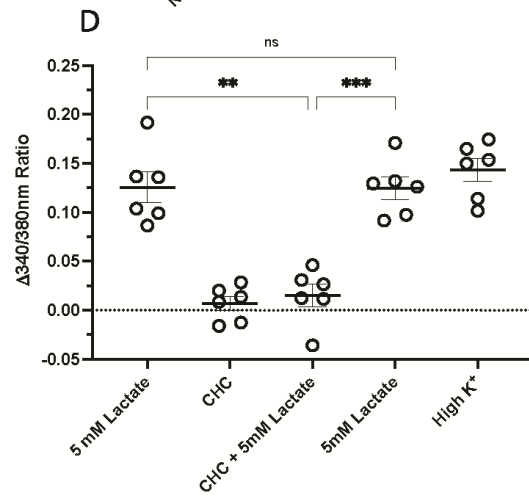 D
ns
** ***
0.25
0.20
0.15
0.10
0.05
0.00
-0.05
Δ340/380nm Ratio
5 mM Lactate
CHC
CHC + 5mM Lactate
5mM Lactate
High K⁺